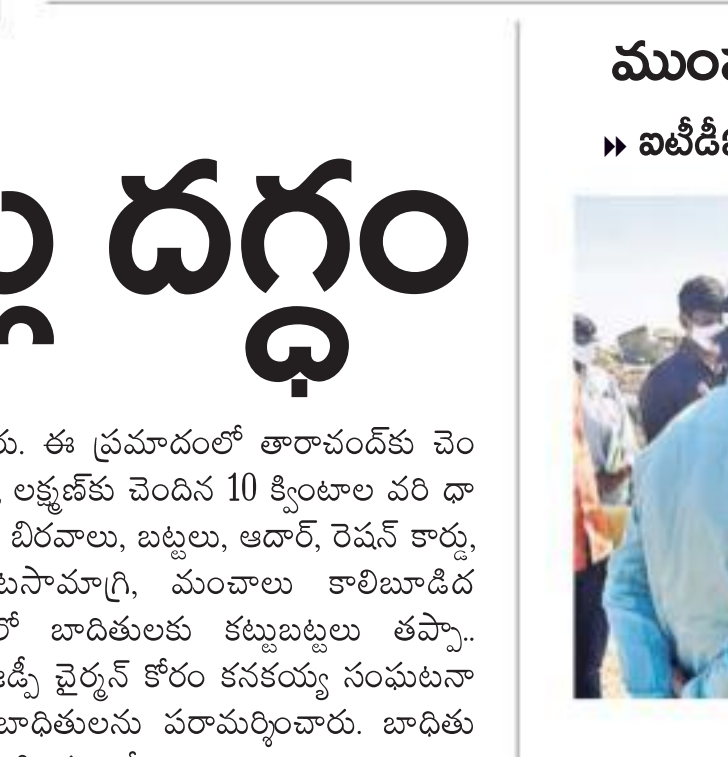 దగ్ధం
రు. ఈ ప్రమాదంలో తారాచంద్‌కు చెం
లక్ష్మణ్‌కు చెందిన 10 క్వింటాల వరి ధా
బిరవాలు, బట్టలు, ఆదార్, రెషన్ కార్డు,
టసామాగ్రి, మంచాలు కాలిబూడిద
లో బాదితులకు కట్టుబట్టలు తప్పా..
జడ్పీ చైర్మన్ కోరం కనకయ్య సంఘటనా
బాధితులను పరామర్శించారు. బాధితు
▸▸ ఐటీడీ